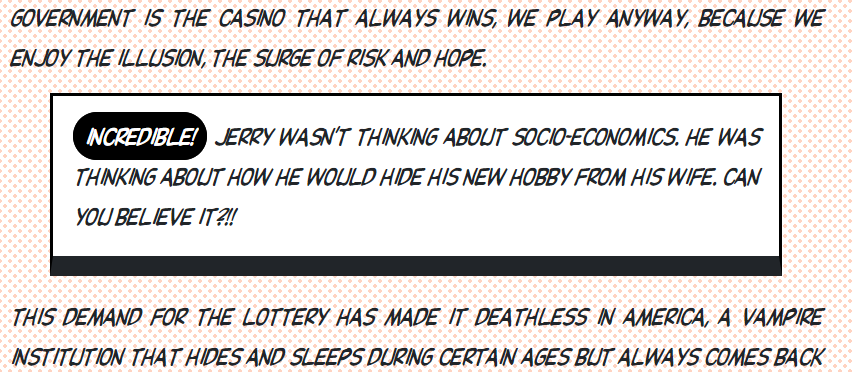 GOVERNMENT IS THE CASINO THAT ALWAYS WINS, WE PLAY ANYWAY, BECAUSE WE
ENJOY THE ILLUSION, THE SURGE OF RISK AND HOPE.
INCREDIBLE! JERRY WASN'T THINKING ABOUT SOCIO-ECONOMICS. HE WAS
THINKING ABOUT HOW HE WOULD HIDE HIS NEW HOBBY FROM HIS WIFE. CAN
YOU BELIEVE IT?!!
THIS DEMAND FOR THE LOTTERY HAS MADE IT DEATHLESS IN AMERICA, A VAMPIRE
INSTITUTION THAT HIDES AND SLEEPS DURING CERTAIN AGES BUT ALWAYS COMES BACK